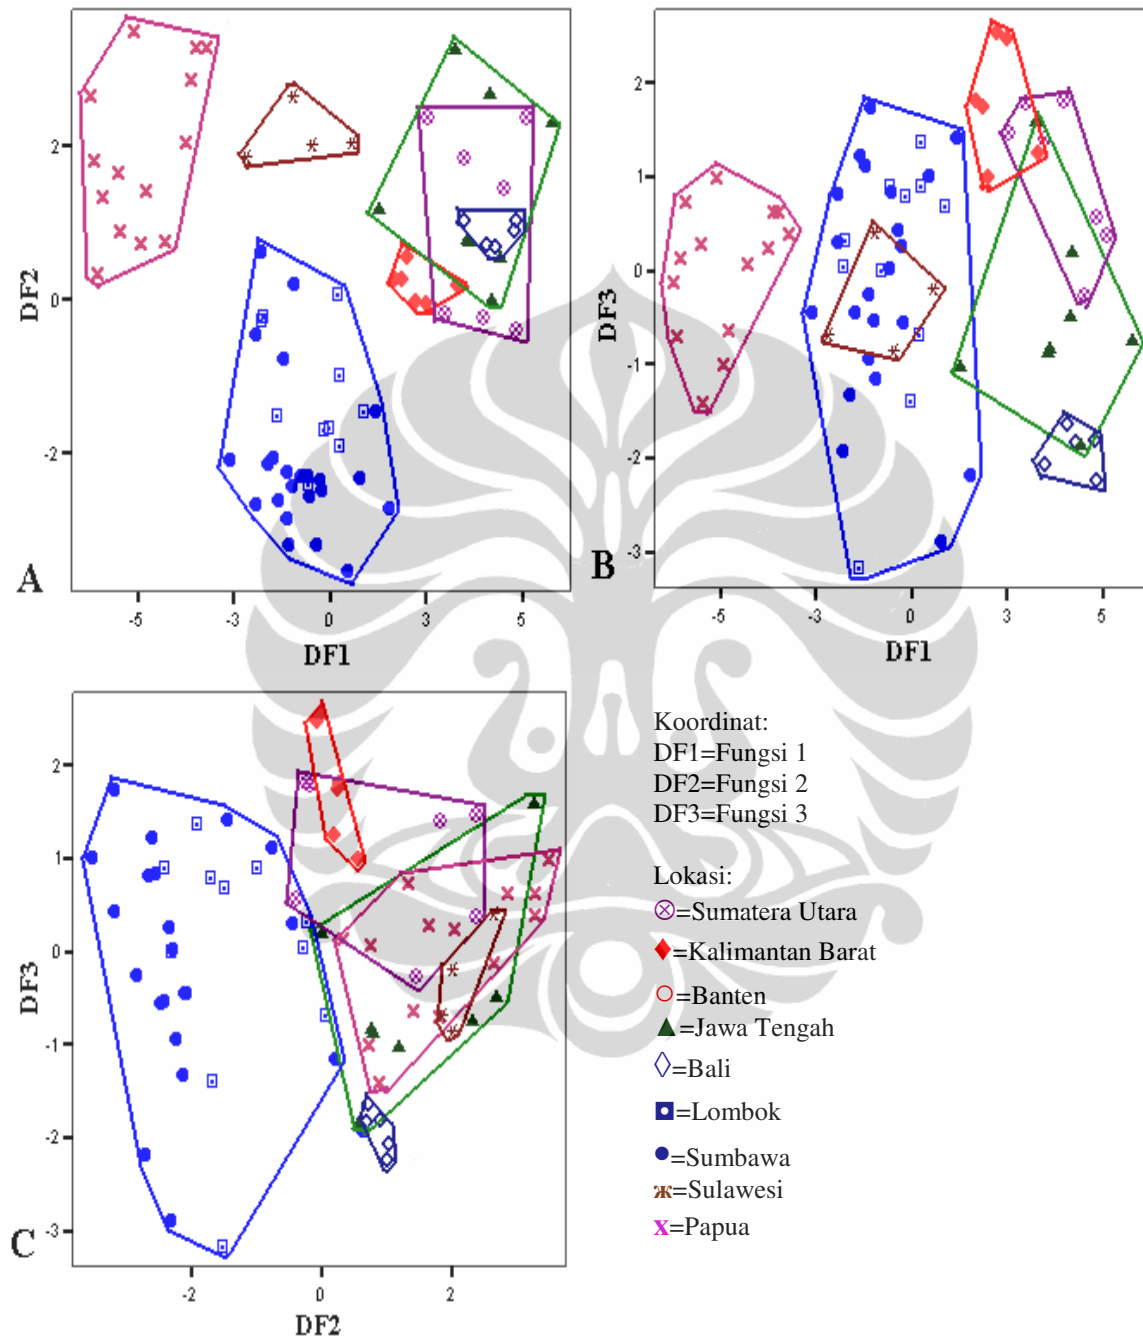 DF2
2
0
-2
A
-5
-3
0
3
5
DF1
DF3
2
1
0
-1
-2
-3
B
-5
-3
0
3
5
DF1
DF3
2
1
0
-1
-2
-3
C
-2
0
2
DF2
Koordinat:
DF1=Fungsi 1
DF2=Fungsi 2
DF3=Fungsi 3
Lokasi:
=Sumatera Utara
=Kalimantan Barat
=Banten
=Jawa Tengah
=Bali
=Lombok
=Sumbawa
ж=Sulawesi
x=Papua